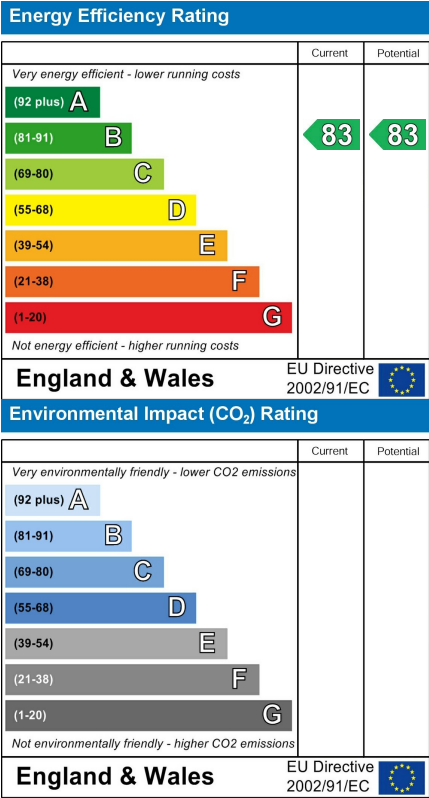 Energy Efficiency Rating
Current Potential
Very energy efficient - lower running costs
(92 plus) A
(81-91) B
83 83
(69-80) C
(55-68) D
(39-54) E
(21-38) F
(1-20) G
Not energy efficient - higher running costs
England & Wales
EU Directive
2002/91/EC
Environmental Impact (CO₂) Rating
Current Potential
Very environmentally friendly - lower CO2 emissions
(92 plus) A
(81-91) B
(69-80) C
(55-68) D
(39-54) E
(21-38) F
(1-20) G
Not environmentally friendly - higher CO2 emissions
England & Wales
EU Directive
2002/91/EC